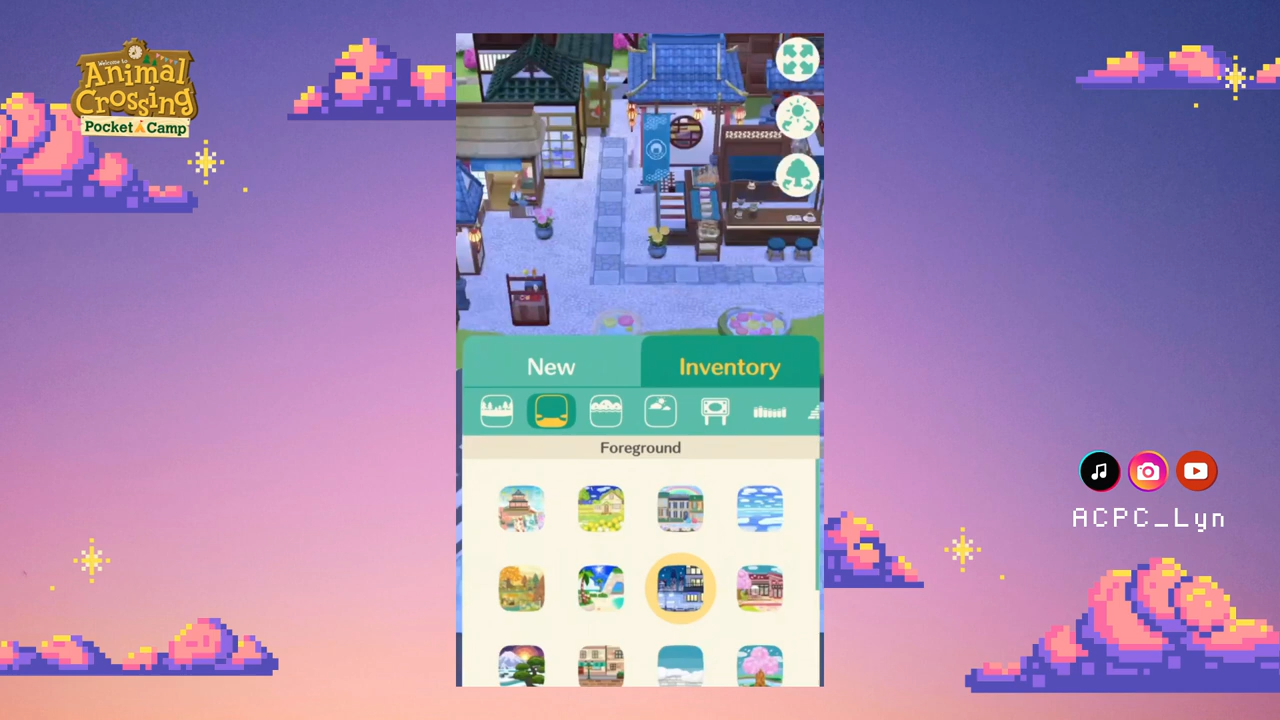 Welcome to
Animal
Crossing
Pocket Camp
New
Inventory
Foreground
ACPC_Lyn